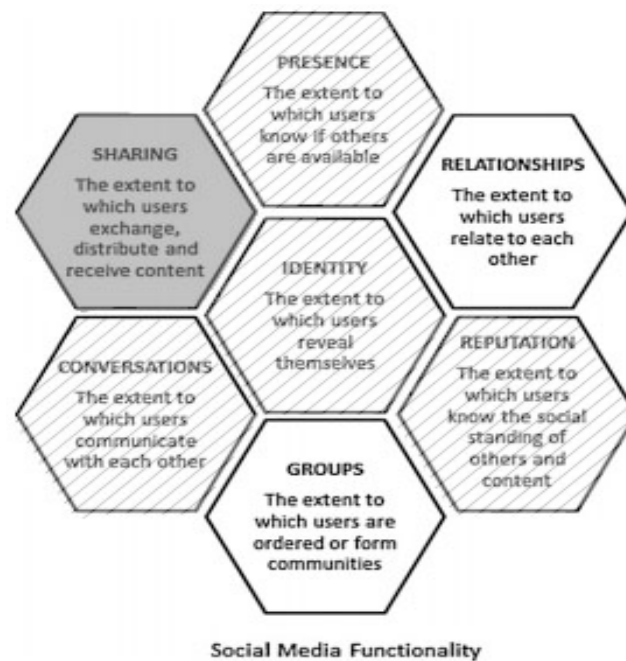 PRESENCE
The extent to
which users
know if others
are available
SHARING
The extent to
which users
exchange,
distribute and
receive content
RELATIONSHIPS
The extent to
which users
relate to each
other
IDENTITY
The extent to
which users
reveal
themselves
CONVERSATIONS
The extent to
which users
communicate
with each other
REPUTATION
The extent to
which users
know the social
standing of
others and
content
GROUPS
The extent to
which users are
ordered or form
communities
Social Media Functionality